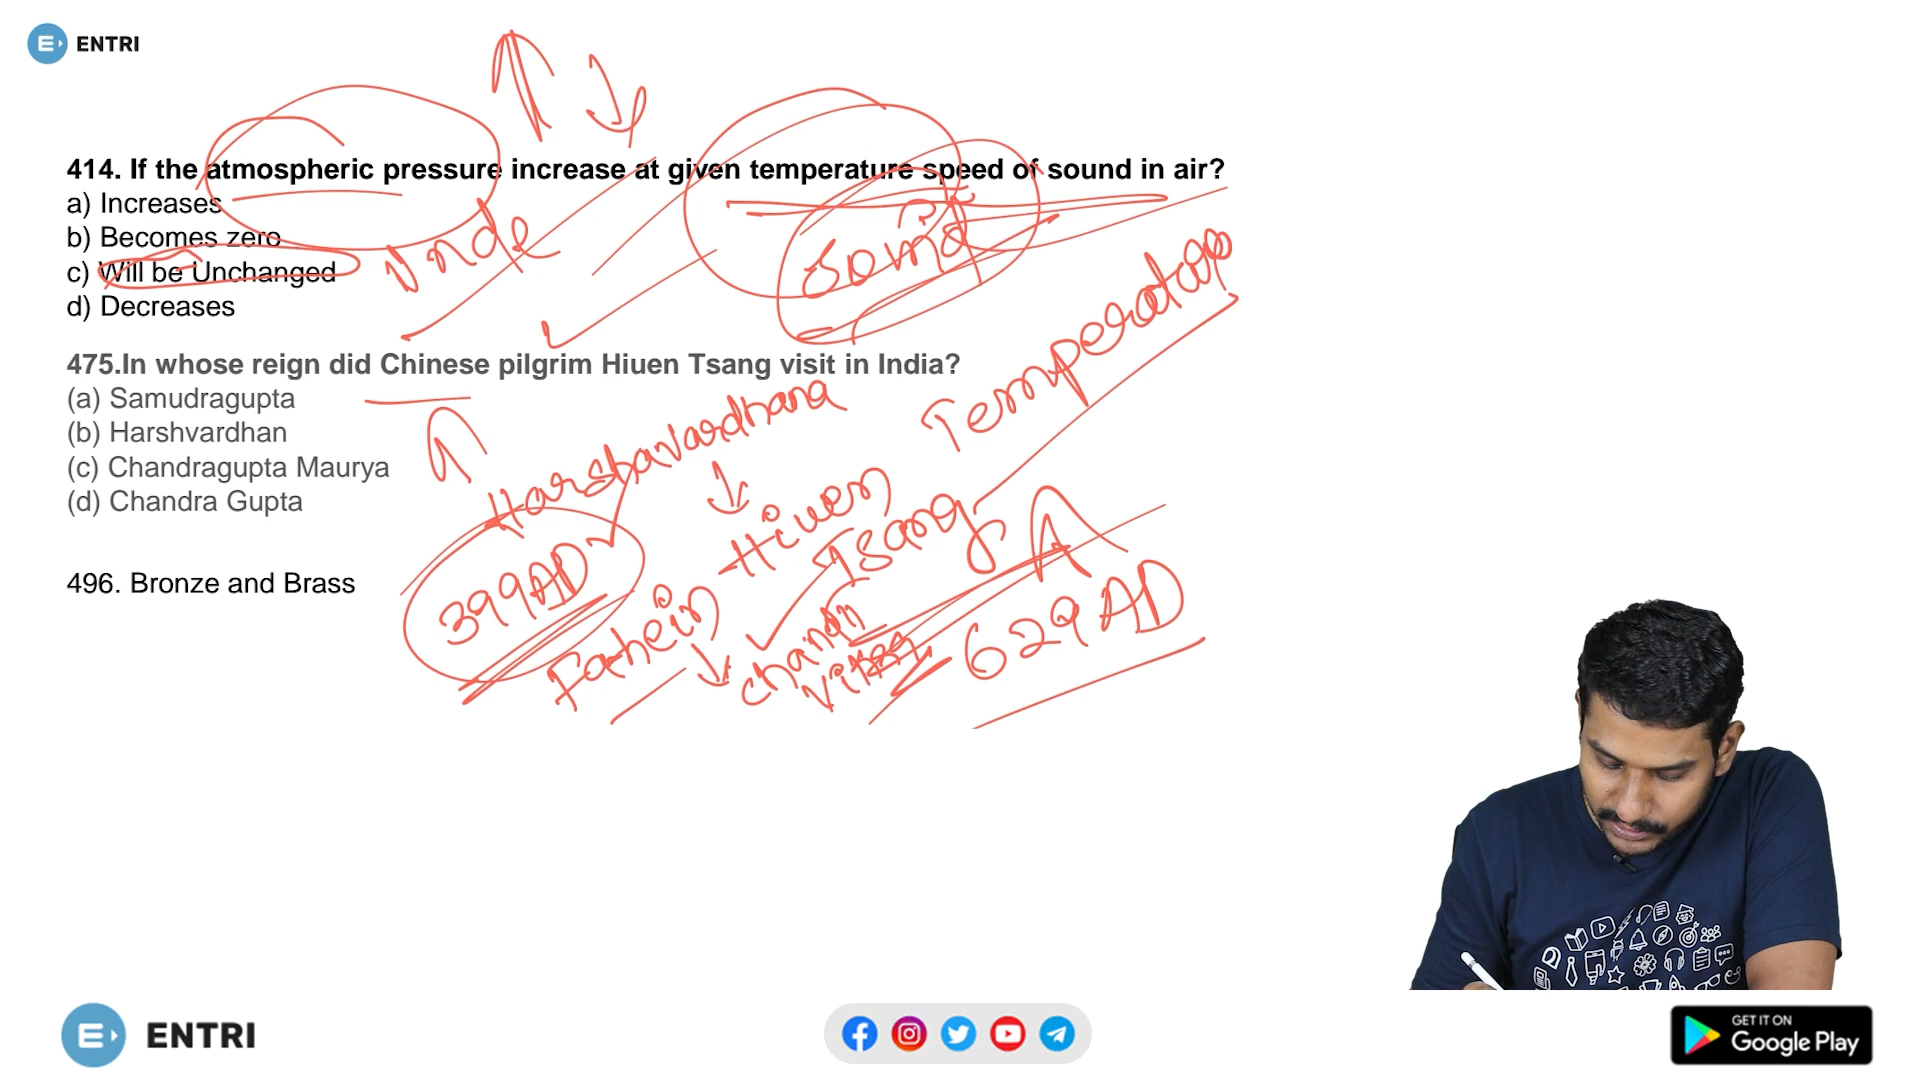 ENTRI
414. If the atmospheric pressure increase at given temperature speed of sound in air?
a) Increases
b) Becomes zero
c) Will be Unchanged
d) Decreases
Sound
Temperature
475.In whose reign did Chinese pilgrim Hiuen Tsang visit in India?
(a) Samudragupta
(b) Harshvardhan
(c) Chandragupta Maurya
(d) Chandra Gupta
Harshavardhana
Hiuen
Tsang
399AD
629AD
Fahein
496. Bronze and Brass
ENTRI
GET IT ON
Google Play